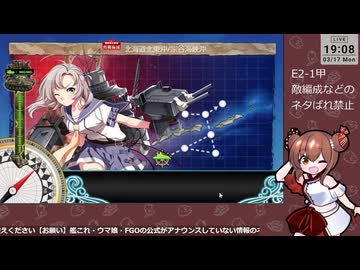 LIVE
19:08
03/17 Mon
北海道北東沖/宗谷海峡沖
E2-1甲
敵編成などの
ネタばれ禁止
えください【お願い】艦これ・ウマ娘・FGOの公式がアナウンスしていない情報のネ